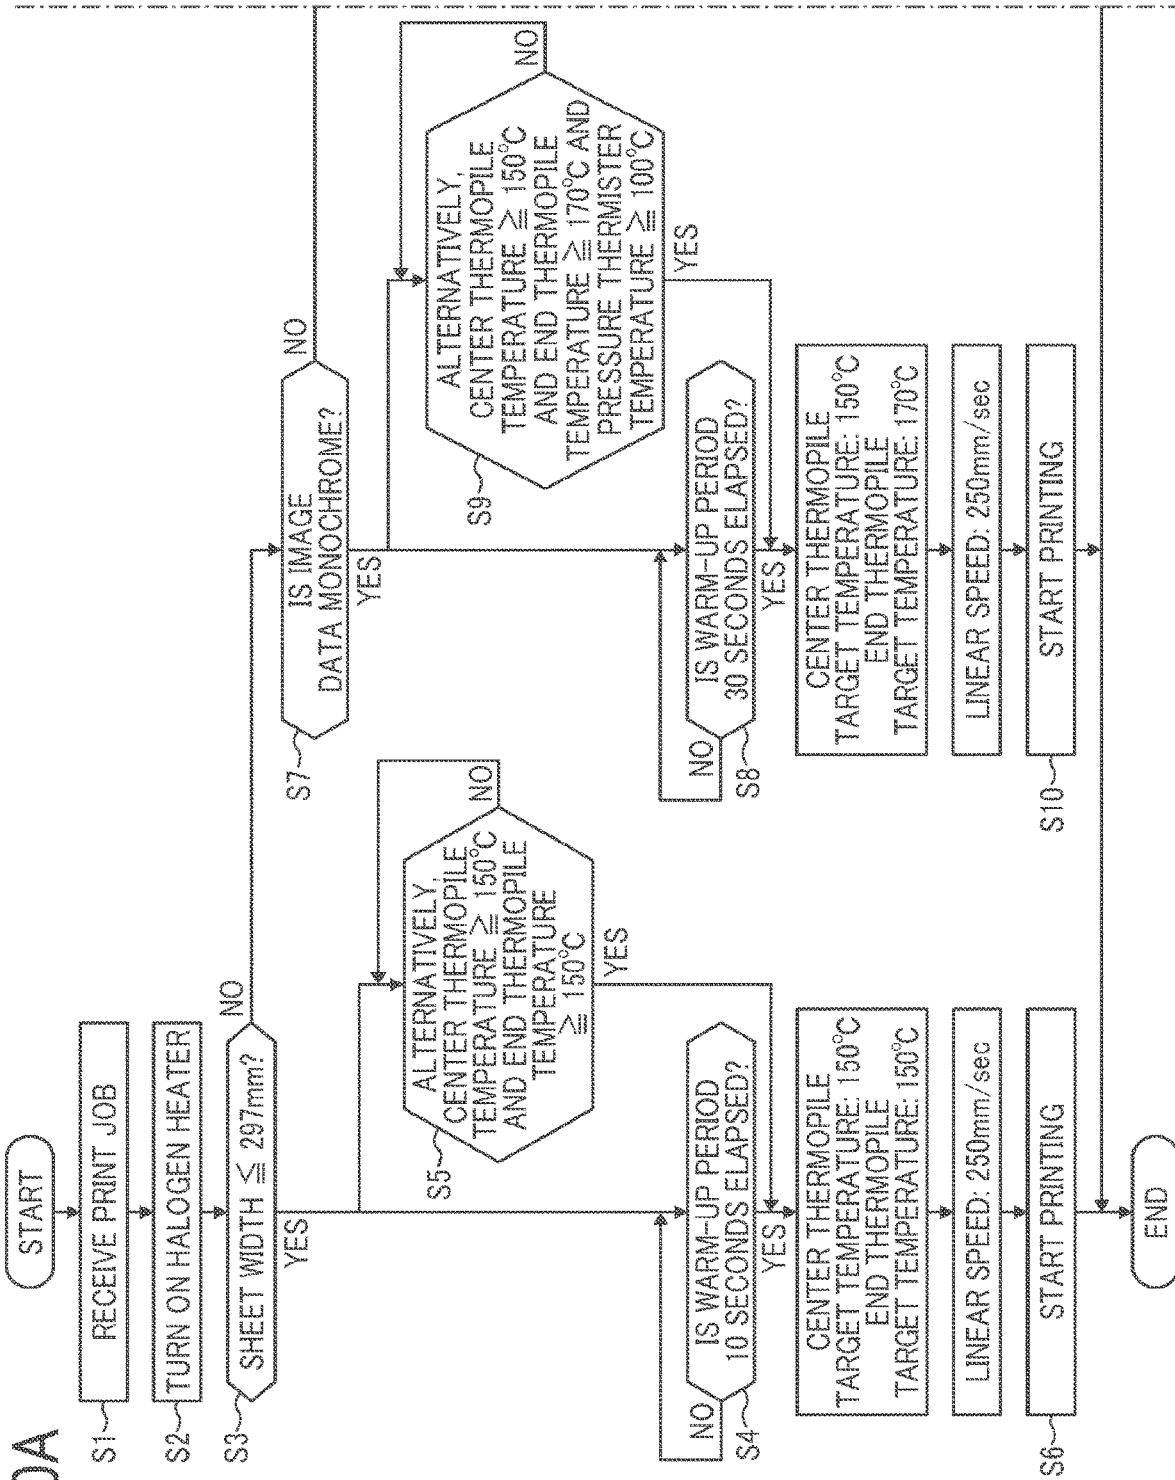 0A
START
S1
RECEIVE PRINT JOB
S2
TURN ON HALOGEN HEATER
S3
SHEET WIDTH ≦ 297mm?
NO
YES
S5
ALTERNATIVELY,
CENTER THERMOPILE
TEMPERATURE ≧ 150°C
AND END THERMOPILE
TEMPERATURE
≧ 150°C
NO
YES
S4
IS WARM-UP PERIOD
10 SECONDS ELAPSED?
NO
YES
CENTER THERMOPILE
TARGET TEMPERATURE: 150°C
END THERMOPILE
TARGET TEMPERATURE: 150°C
LINEAR SPEED: 250mm/sec
S6
START PRINTING
END
S7
IS IMAGE
DATA MONOCHROME?
NO
YES
S9
ALTERNATIVELY,
CENTER THERMOPILE
TEMPERATURE ≧ 150°C
AND END THERMOPILE
TEMPERATURE ≧ 170°C AND
PRESSURE THERMISTER
TEMPERATURE ≧ 100°C
NO
YES
S8
IS WARM-UP PERIOD
30 SECONDS ELAPSED?
NO
YES
CENTER THERMOPILE
TARGET TEMPERATURE: 150°C
END THERMOPILE
TARGET TEMPERATURE: 170°C
LINEAR SPEED: 250mm/sec
S10
START PRINTING